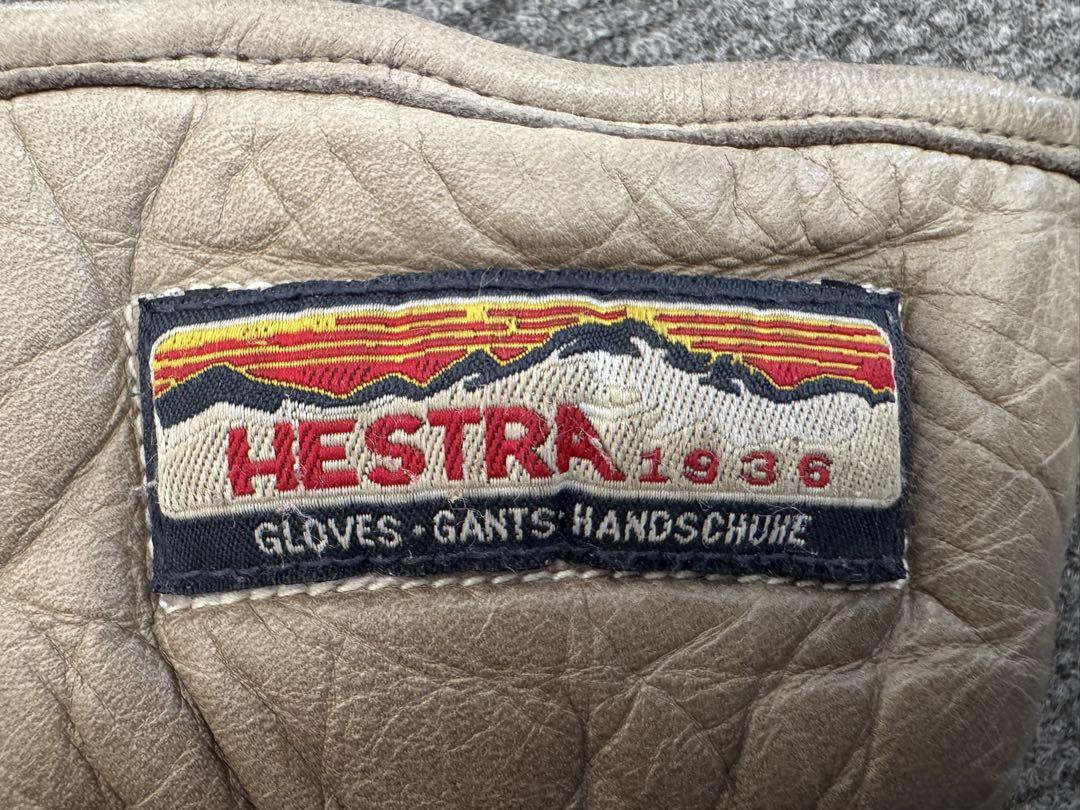 HESTRA 1936
GLOVES · GANTS · HANDSCHUHE